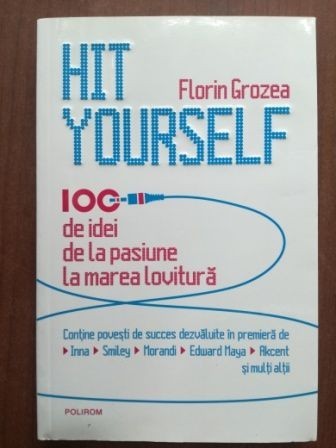 HIT
Florin Grozea
YOURSELF
100
de idei
de la pasiune
la marea lovitură
Conține povești de succes dezvăluite în premieră de
Inna Smiley Morandi Edward Maya Akcent
și mulți alții
POLIROM